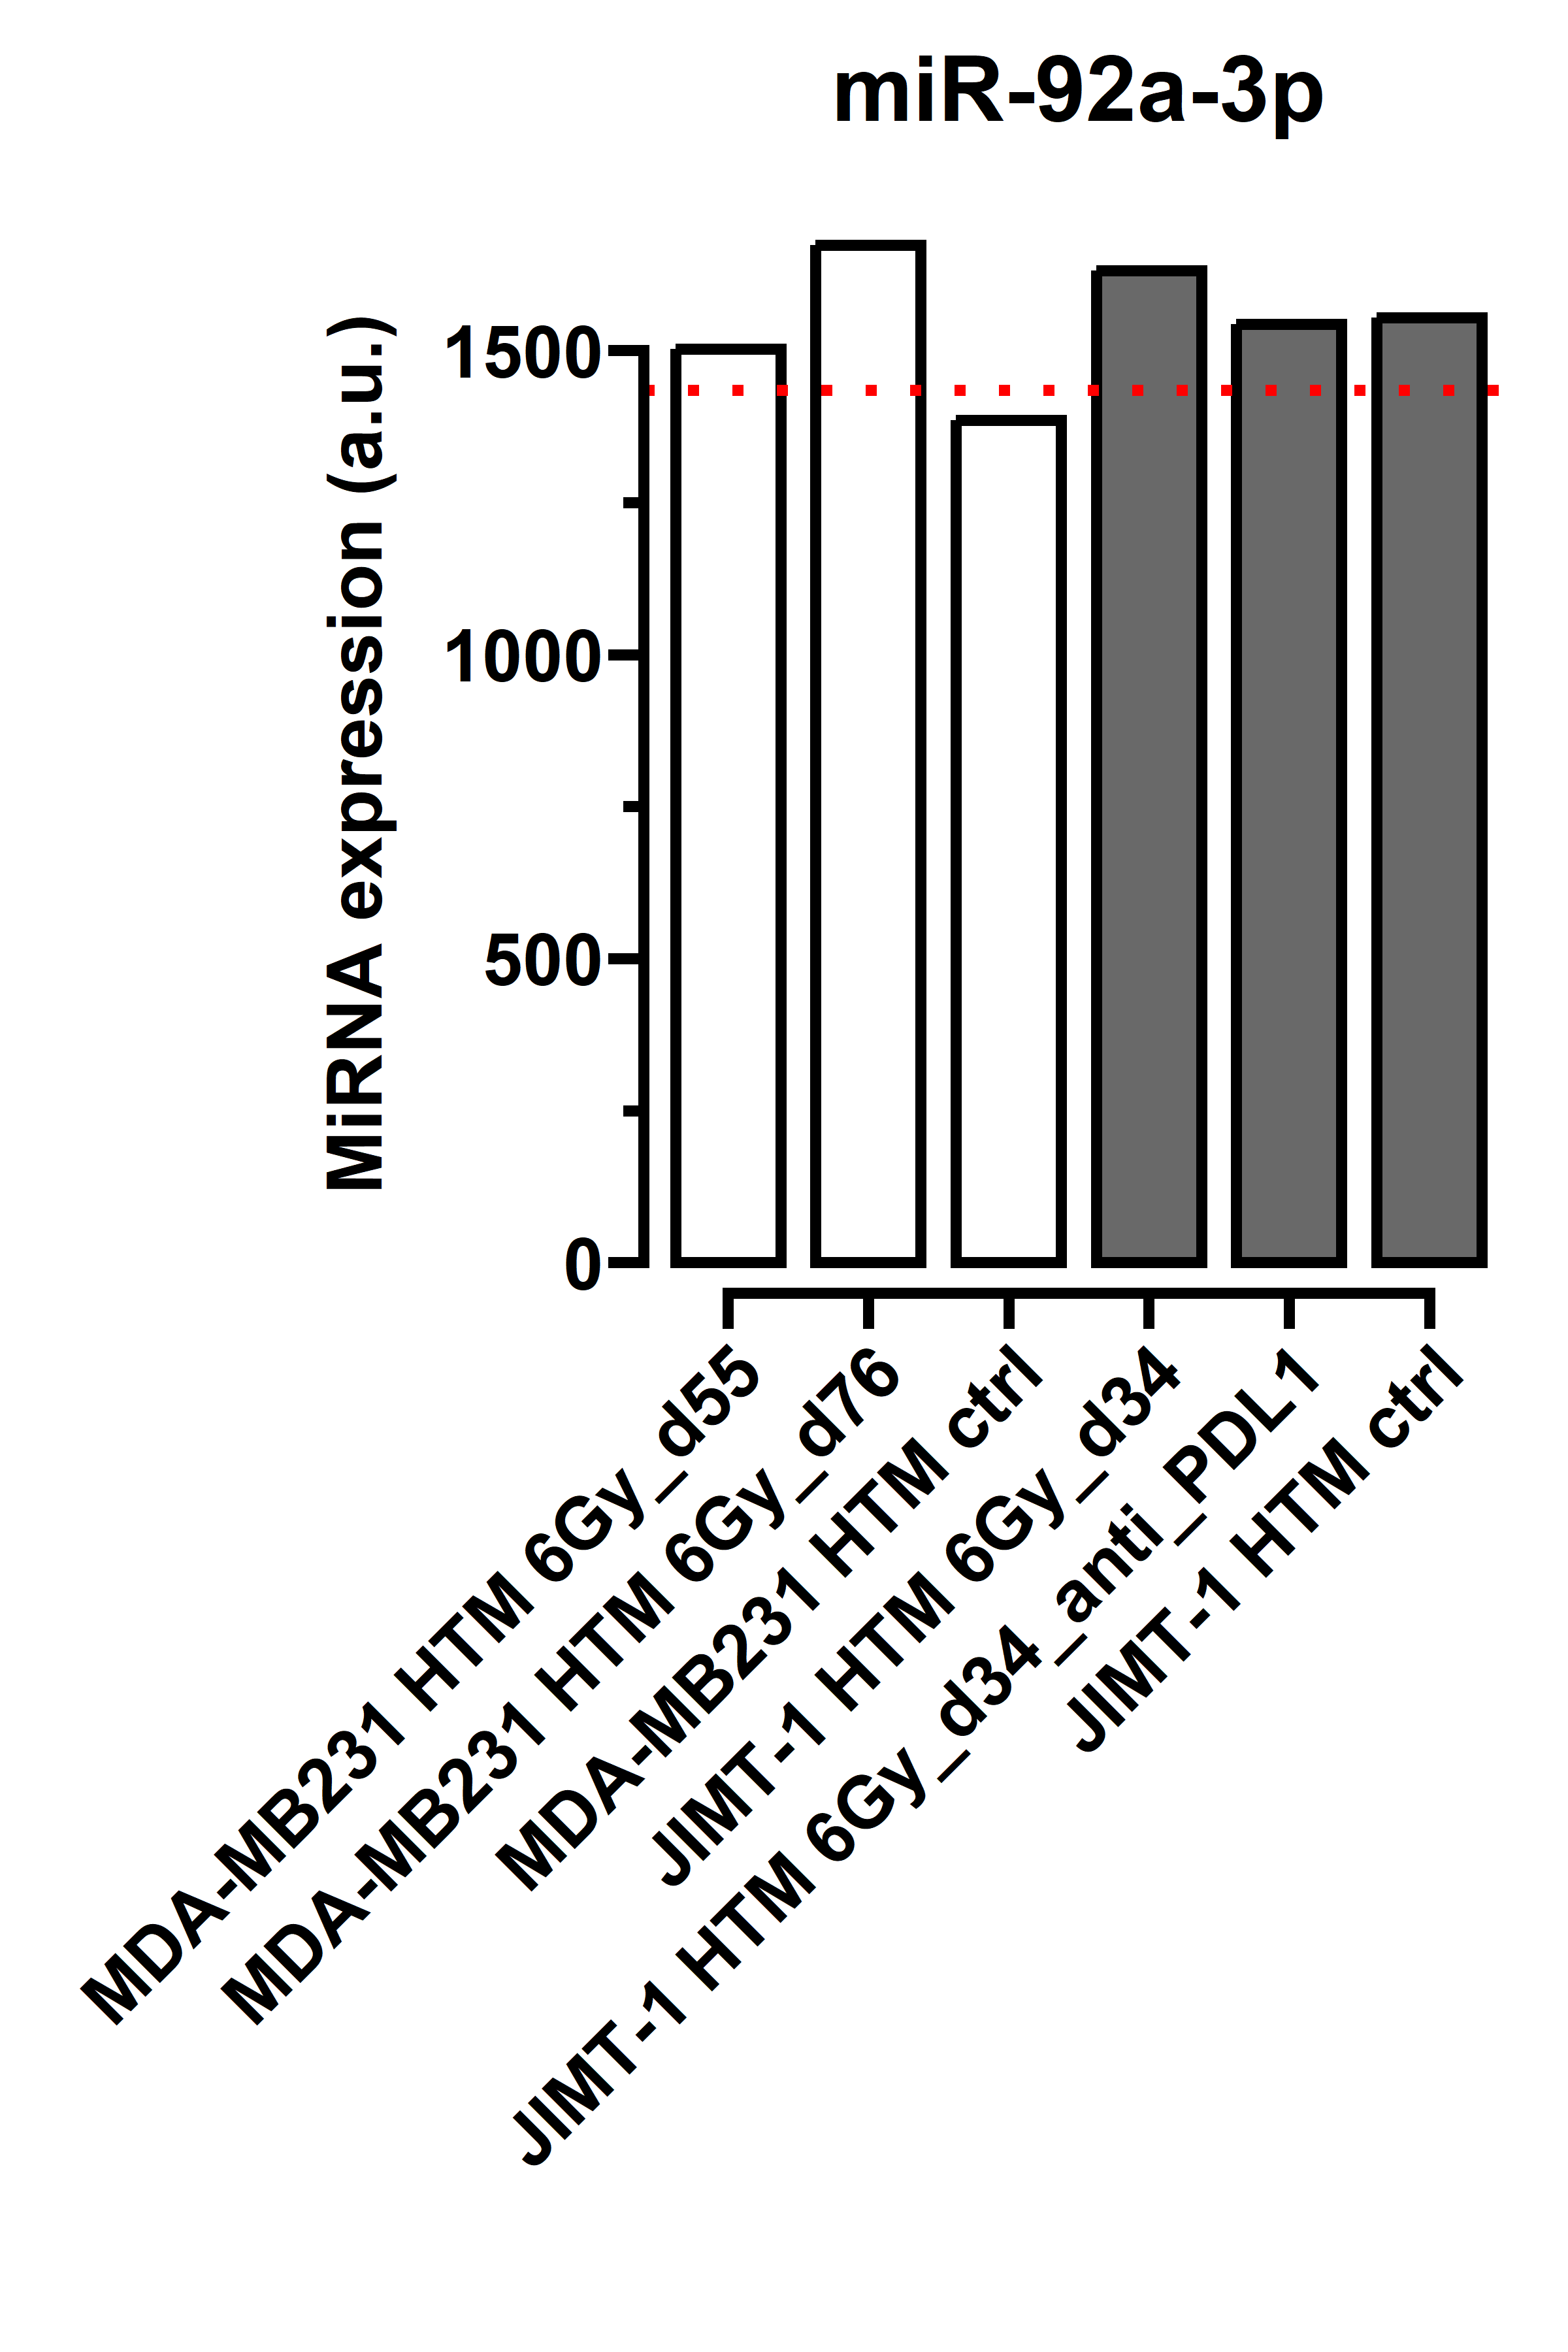 miR-92a-3p
MiRNA expression (a.u.)
1500
1000
500
0
MDA-MB231 HTM 6Gy_d55
MDA-MB231 HTM 6Gy_d76
MDA-MB231 HTM ctrl
JIMT-1 HTM 6Gy_d34
JIMT-1 HTM 6Gy_d34_anti_PDL1
JIMT-1 HTM ctrl